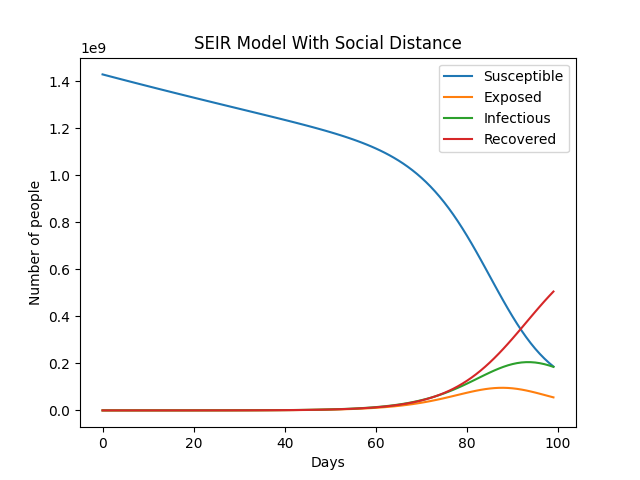 SEIR Model With Social Distance
1e9
Susceptible
Exposed
Infectious
Recovered
1.4
1.2
1.0
0.8
0.6
0.4
0.2
0.0
Number of people
0 20 40 60 80 100
Days